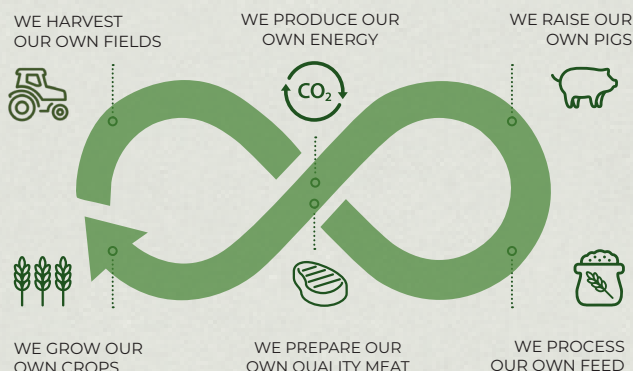 WE HARVEST
OUR OWN FIELDS
WE PRODUCE OUR
OWN ENERGY
WE RAISE OUR
OWN PIGS
CO₂
WE GROW OUR
OWN CROPS
WE PREPARE OUR
OWN QUALITY MEAT
WE PROCESS
OUR OWN FEED